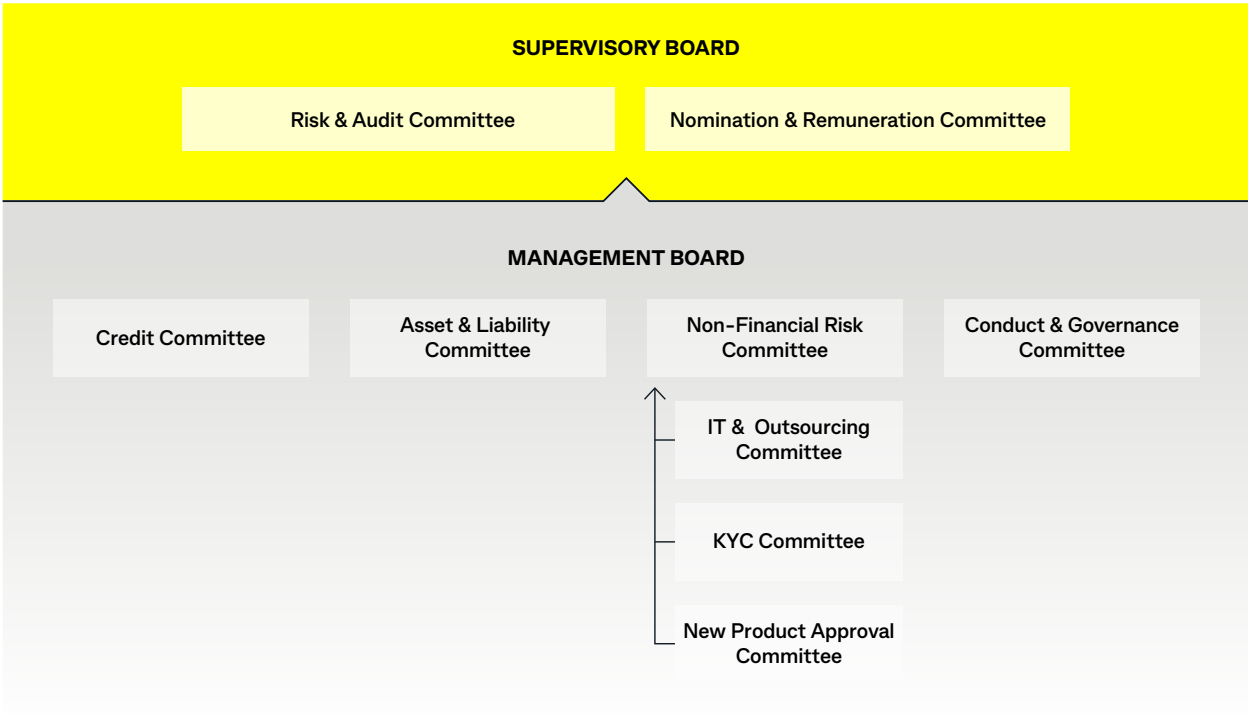 SUPERVISORY BOARD
Risk & Audit Committee
Nomination & Remuneration Committee
MANAGEMENT BOARD
Credit Committee
Asset & Liability
Committee
Non-Financial Risk
Committee
Conduct & Governance
Committee
IT & Outsourcing
Committee
KYC Committee
New Product Approval
Committee